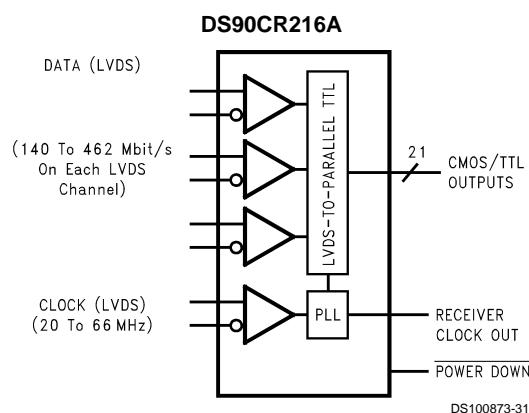 DS90CR216A
DATA (LVDS)
(140 To 462 Mbit/s
On Each LVDS
Channel)
CLOCK (LVDS)
(20 To 66 MHz)
LVDS-TO-PARALLEL TTL
PLL
21
CMOS/TTL
OUTPUTS
RECEIVER
CLOCK OUT
POWER DOWN
DS100873-31